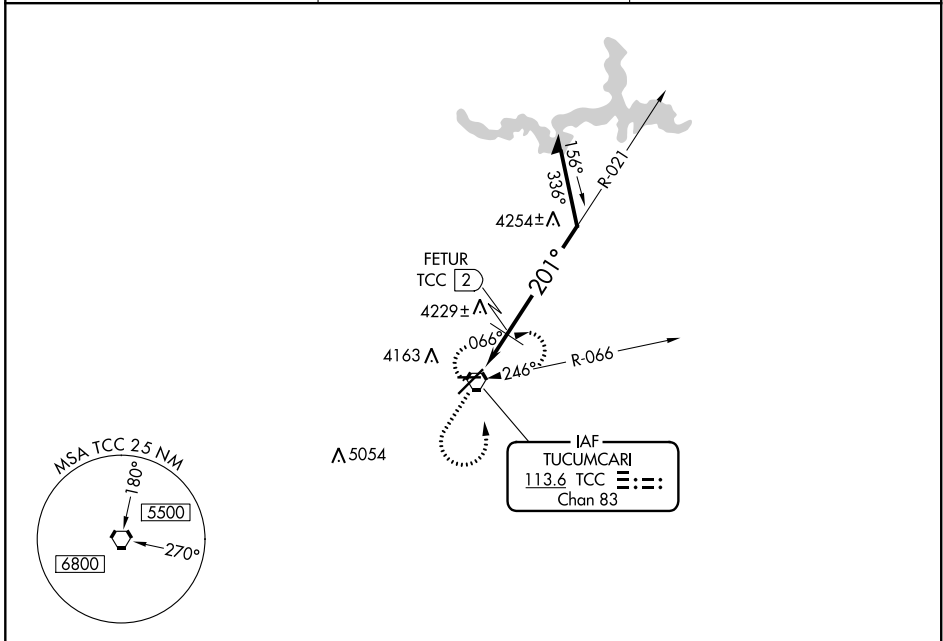 156°
336°
R-021
4254±
201°
FETUR
TCC 2
4229±
066°
4163
R-066
246°
5054
IAF
TUCUMCARI
113.6 TCC
Chan 83
MSA TCC 25 NM
180°
5500
270°
6800